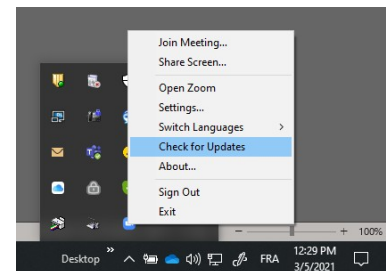 Join Meeting...
Share Screen...
Open Zoom
Settings...
Switch Languages
Check for Updates
About...
Sign Out
Exit
100%
Desktop
FRA
12:29 PM
3/5/2021